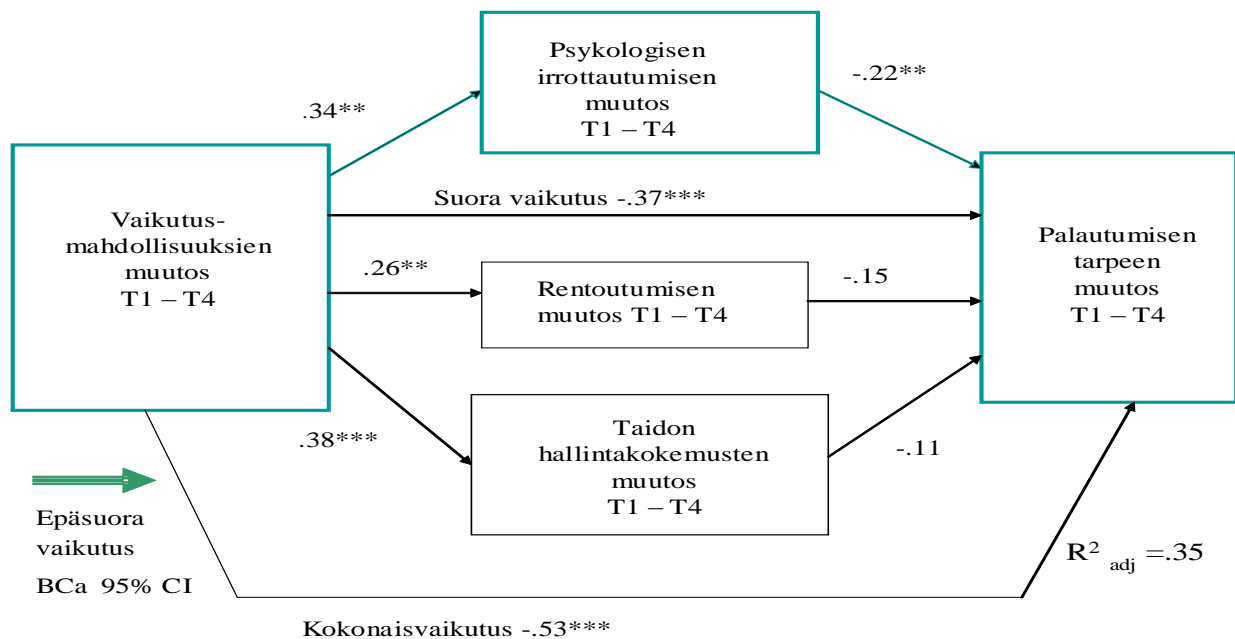 Psykologisen
irrottautumisen
muutos
T1 – T4
-.22**
.34**
Suora vaikutus -.37***
Vaikutus-
mahdollisuuksien
muutos
T1 – T4
Palautumisen
tarpeen
muutos
T1 – T4
.26**
Rentoutumisen
muutos T1 – T4
-.15
.38***
Taidon
hallintakokemusten
muutos
T1 – T4
-.11
Epäsuora
vaikutus
BCa 95% CI
R² adj =.35
Kokonaisvaikutus -.53***